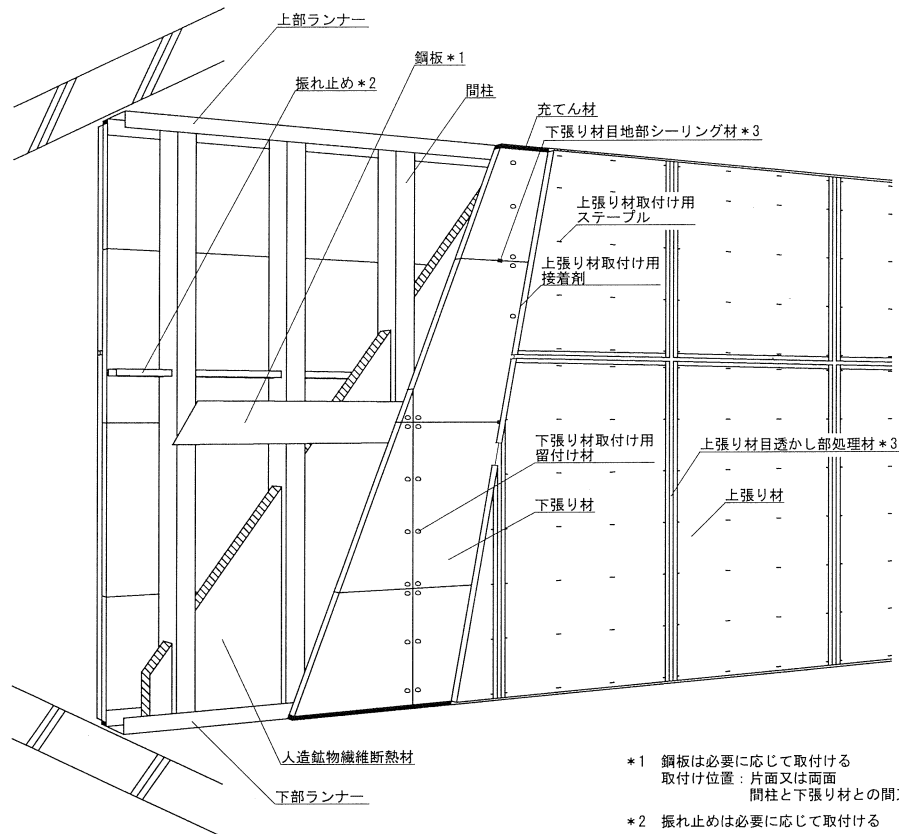 上部ランナー
鋼板*1
振れ止め*2
間柱
充てん材
下張り材目地部シーリング材*3
上張り材取付け用
ステープル
上張り材取付け用
接着剤
下張り材取付け用
留付け材
上張り材目透かし部処理材*3
下張り材
上張り材
人造鉱物繊維断熱材
下部ランナー
*1 鋼板は必要に応じて取付ける
取付け位置:片面又は両面
間柱と下張り材との間
*2 振れ止めは必要に応じて取付ける